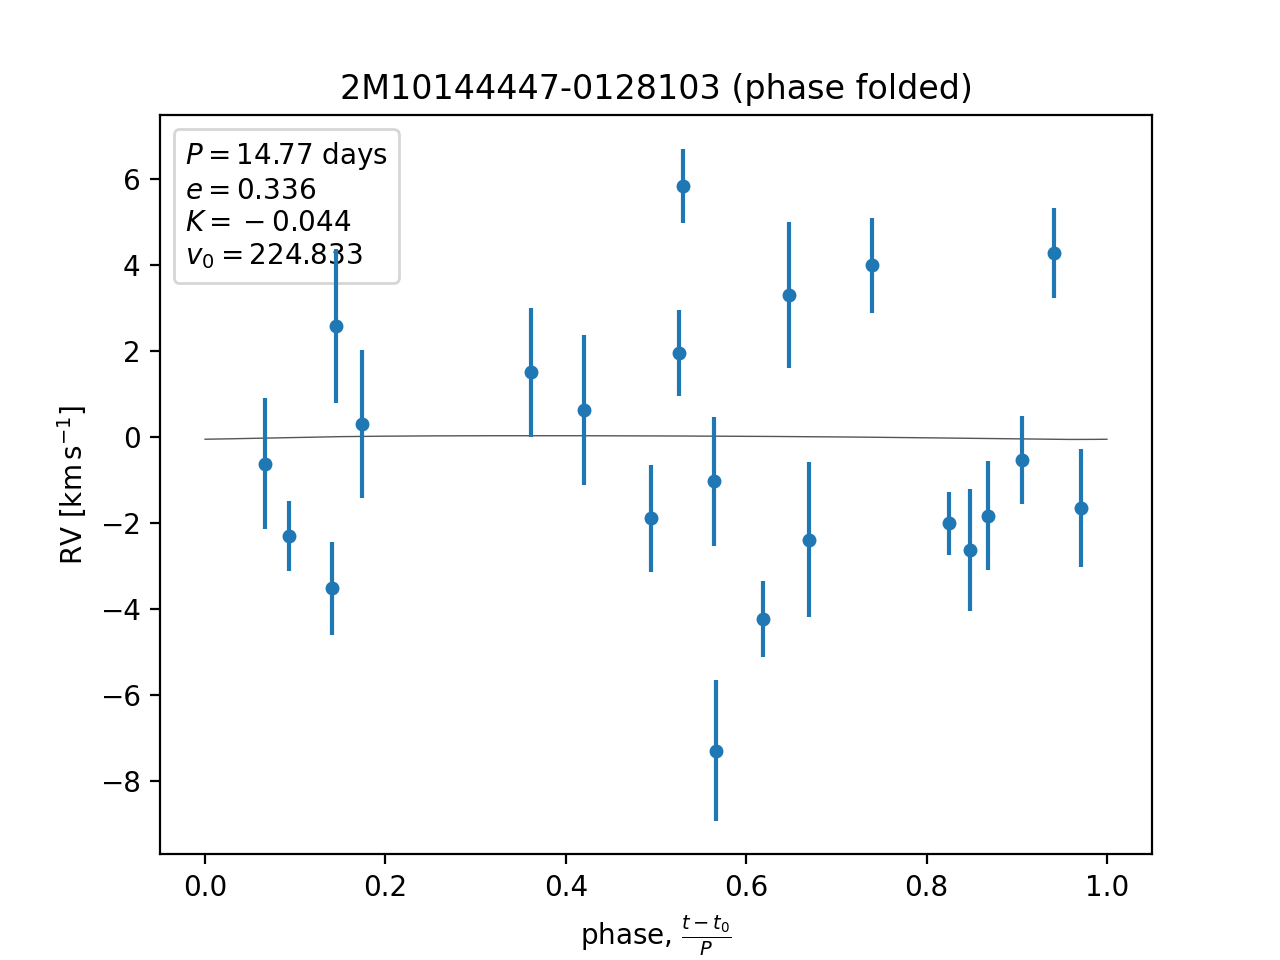 2M10144447-0128103 (phase folded)
P = 14.77 days
e = 0.336
K = −0.044
v₀ = 224.833
6
4
2
0
−2
−4
−6
−8
RV [km s⁻¹]
0.0 0.2 0.4 0.6 0.8 1.0
phase, (t − t₀)/P